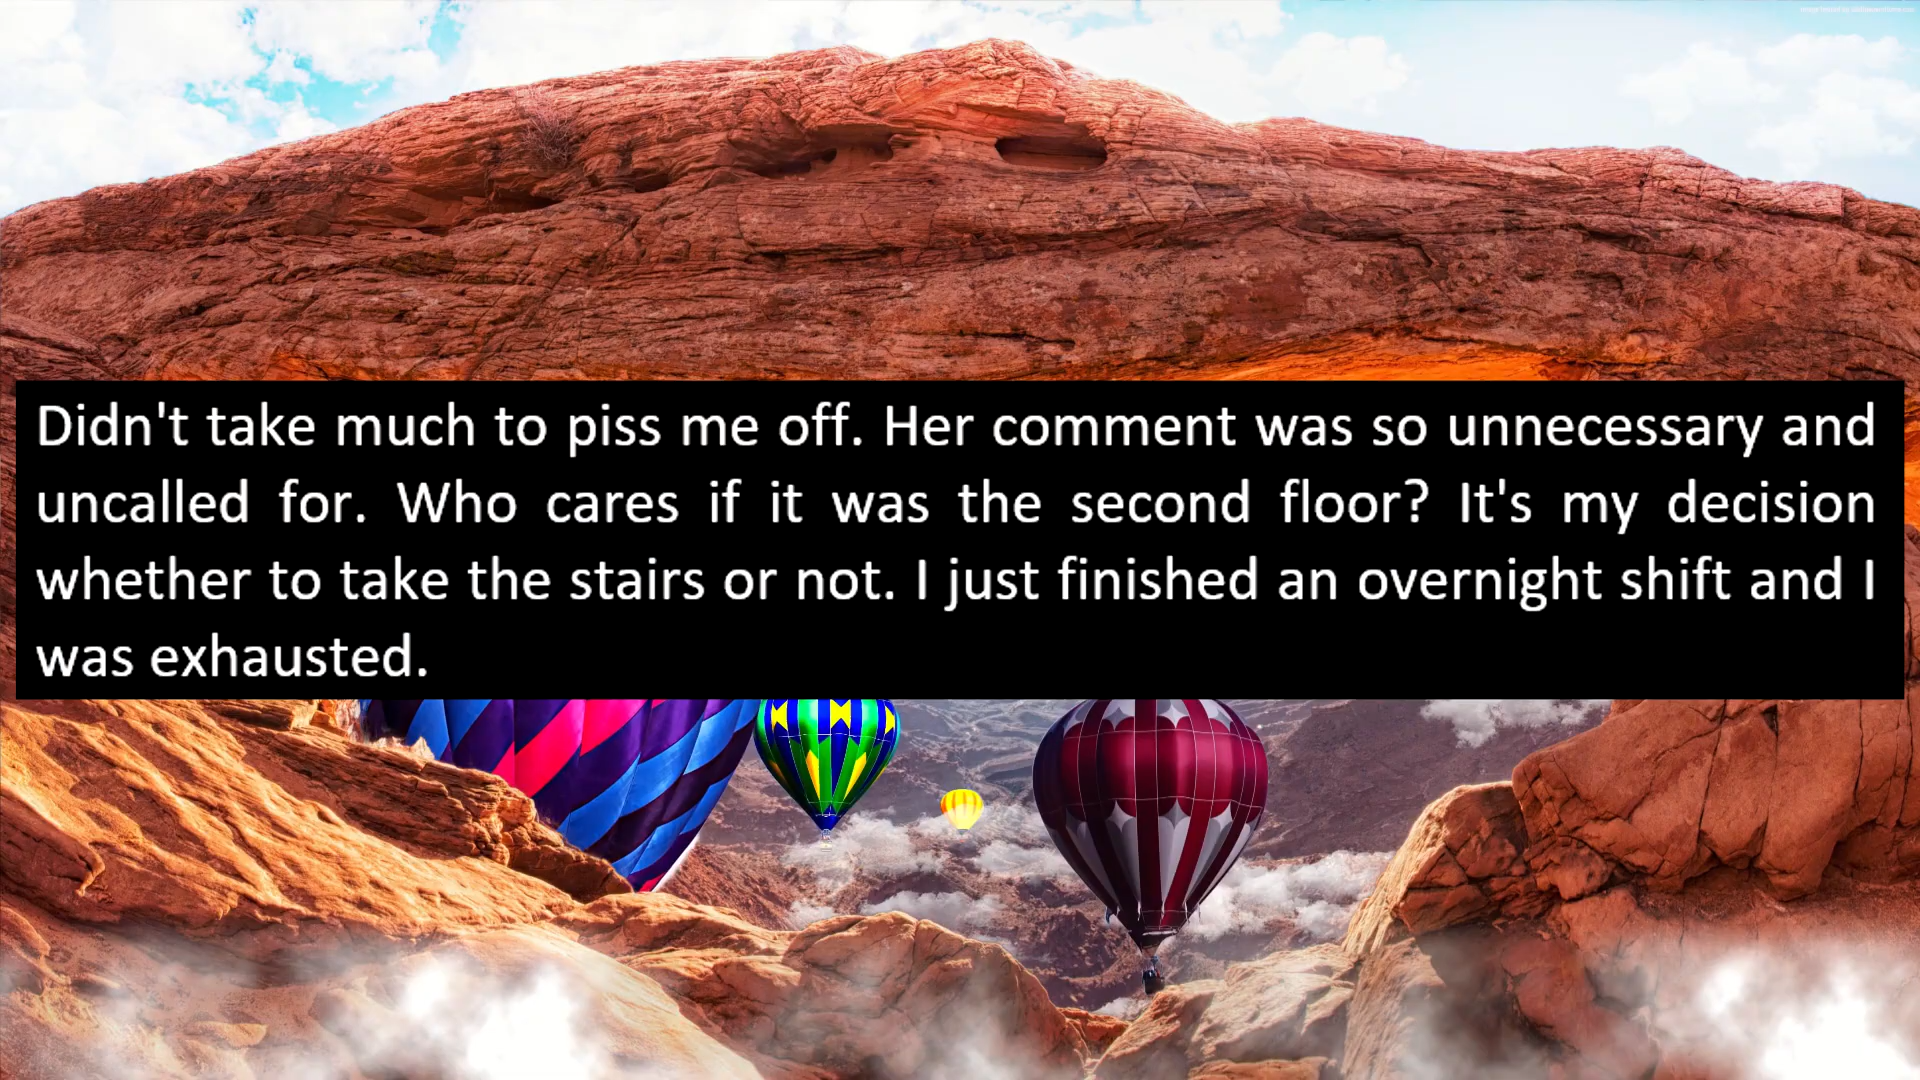 Didn't take much to piss me off. Her comment was so unnecessary and
uncalled for. Who cares if it was the second floor? It's my decision
whether to take the stairs or not. I just finished an overnight shift and I
was exhausted.